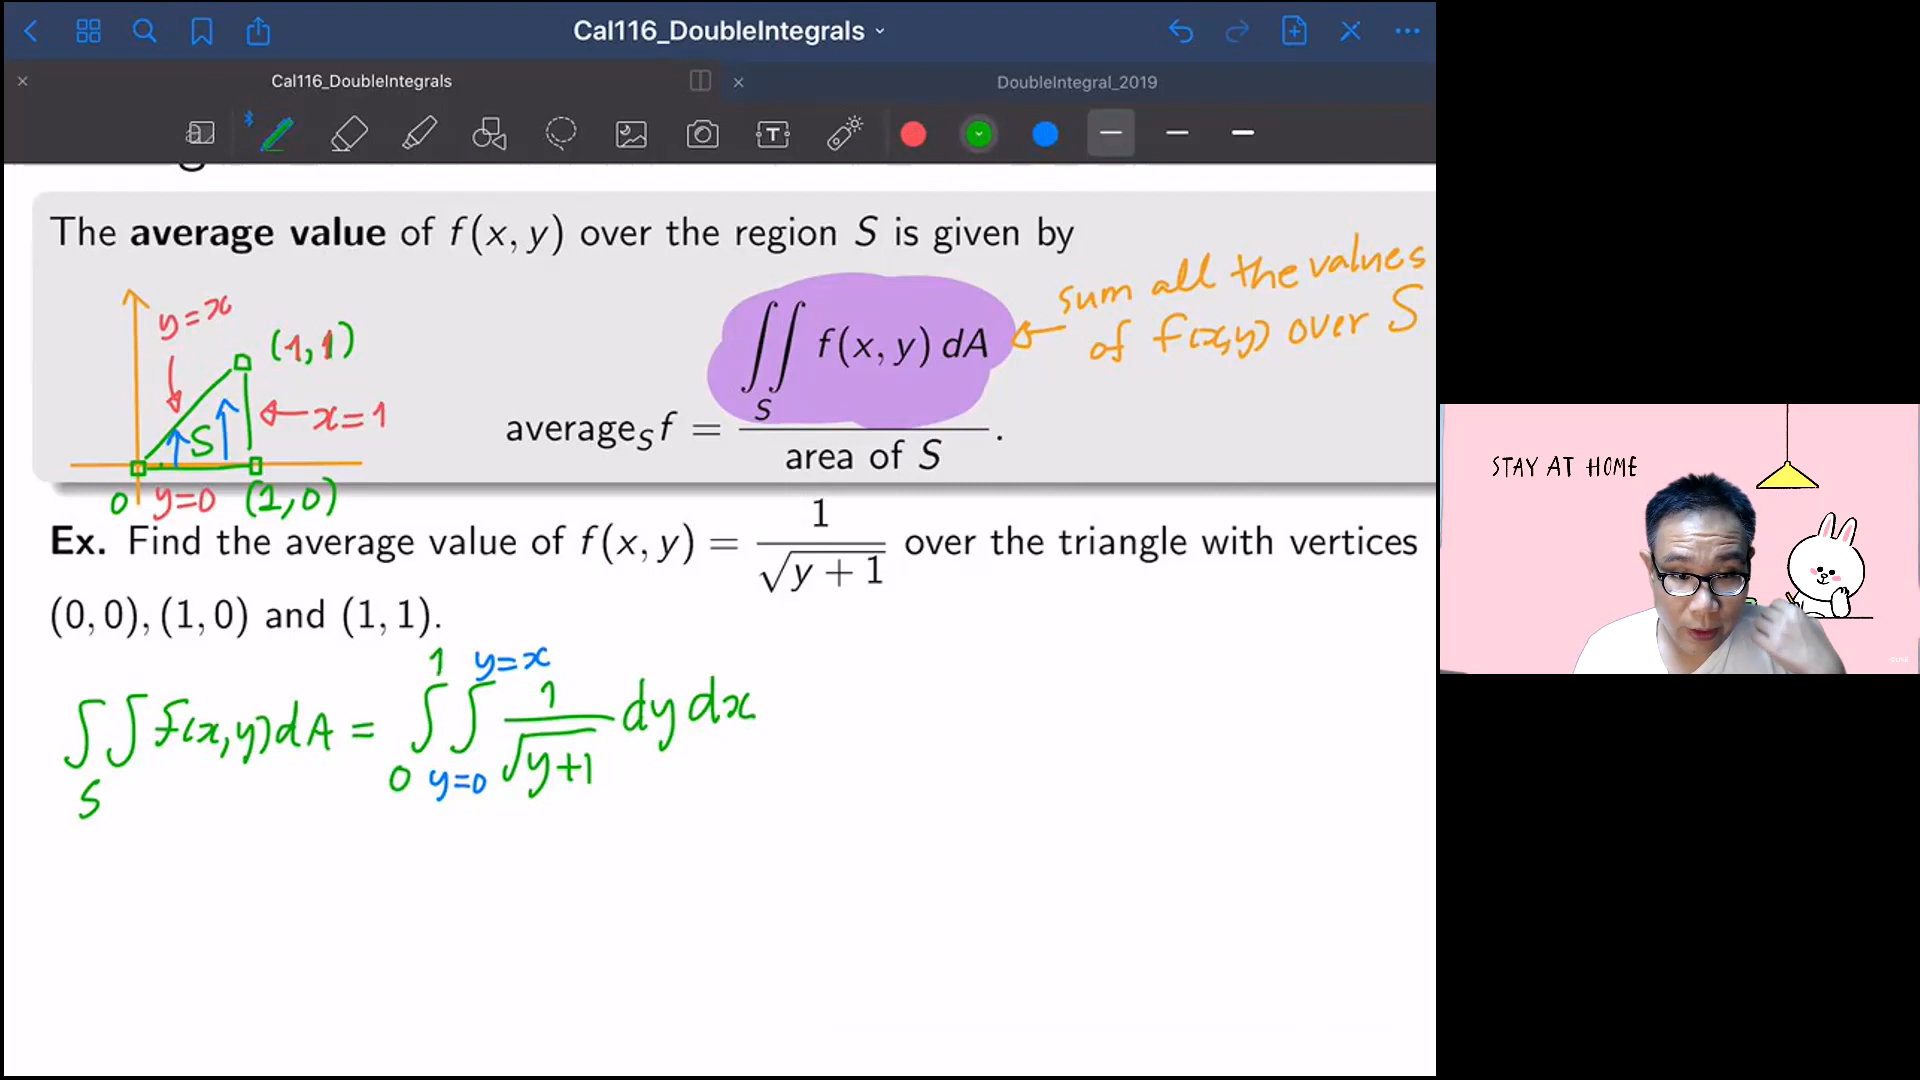 Cal116_DoubleIntegrals
Cal116_DoubleIntegrals
DoubleIntegral_2019
T
The average value of f(x, y) over the region S is given by
sum all the values
of f(x,y) over S
y=x
(1,1)
x=1
S
0 y=0 (1,0)
average_S f = ∬_S f(x, y) dA / area of S .
Ex. Find the average value of f(x, y) = 1/√(y + 1) over the triangle with vertices
(0, 0), (1, 0) and (1, 1).
∫∫_S f(x,y)dA = ∫_0^1 ∫_{y=0}^{y=x} 1/√(y+1) dy dx
STAY AT HOME